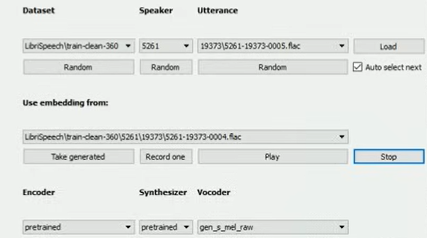 Dataset Speaker Utterance
LibriSpeech\train-clean-360 5261 19373\5261-19373-0005.flac Load
Random Random Random Auto select next
Use embedding from:
LibriSpeech\train-clean-360\5261\19373\5261-19373-0004.flac
Take generated Record one Play Stop
Encoder Synthesizer Vocoder
pretrained pretrained gen_s_mel_raw